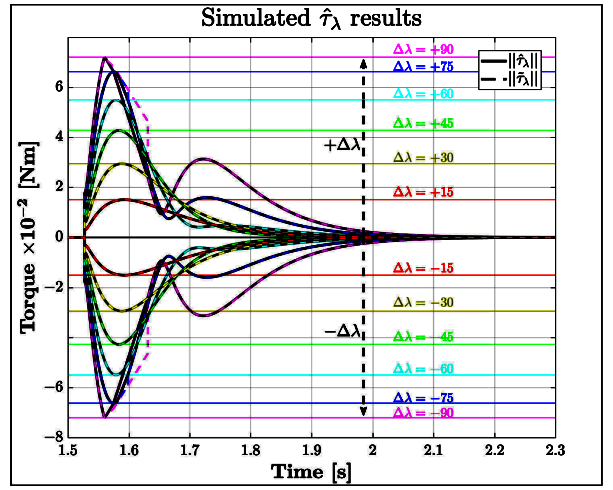 Simulated τ̂λ results
Δλ = +90
Δλ = +75
Δλ = +60
Δλ = +45
Δλ = +30
Δλ = +15
Δλ = −15
Δλ = −30
Δλ = −45
Δλ = −60
Δλ = −75
Δλ = −90
||τ̂λ||
||τ̄λ||
+Δλ
−Δλ
Torque ×10⁻² [Nm]
6
4
2
0
−2
−4
−6
−8
1.5 1.6 1.7 1.8 1.9 2 2.1 2.2 2.3
Time [s]